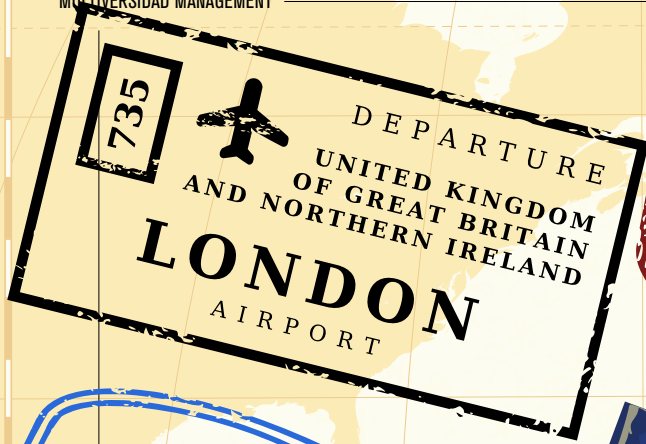 MULTIVERSIDAD MANAGEMENT
735
DEPARTURE
UNITED KINGDOM
OF GREAT BRITAIN
AND NORTHERN IRELAND
LONDON
AIRPORT